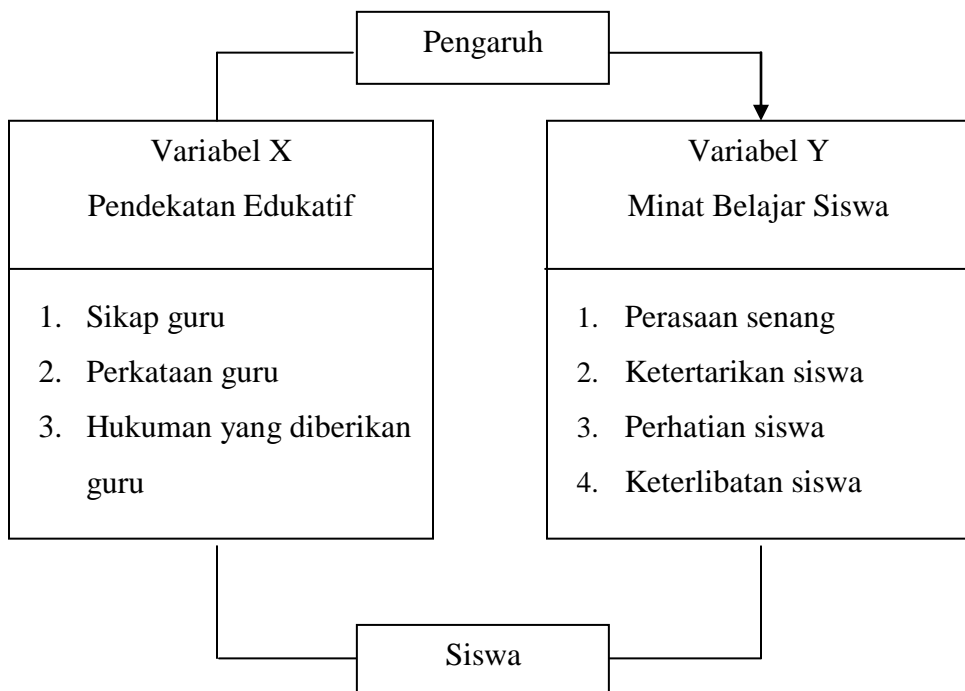 Pengaruh
Variabel X
Pendekatan Edukatif
1. Sikap guru
2. Perkataan guru
3. Hukuman yang diberikan
guru
Variabel Y
Minat Belajar Siswa
1. Perasaan senang
2. Ketertarikan siswa
3. Perhatian siswa
4. Keterlibatan siswa
Siswa